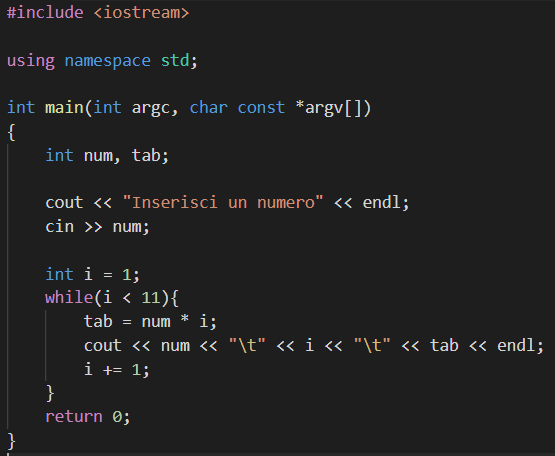 #include <iostream>
using namespace std;
int main(int argc, char const *argv[])
{
int num, tab;
cout << "Inserisci un numero" << endl;
cin >> num;
int i = 1;
while(i < 11){
tab = num * i;
cout << num << "\t" << i << "\t" << tab << endl;
i += 1;
}
return 0;
}